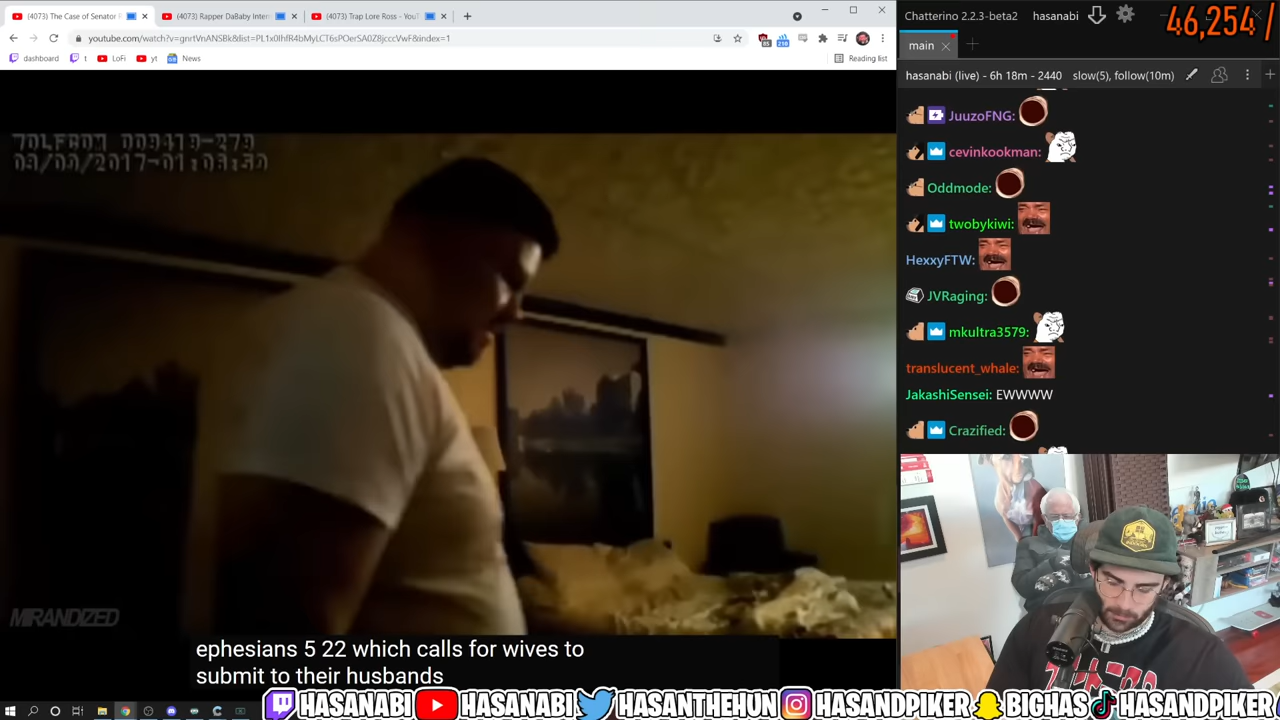 (4073) The Case of Senator R
(4073) Rapper DaBaby Inter
(4073) Trap Lore Ross - YouT
youtube.com/watch?v=gnrtVnANSBk&list=PL1x0lhfR4bMyLCT6sPOerSA0Z8jcccVwF&index=1
85
210
dashboard
t
LoFi
yt
News
Reading list
MIRANDIZED
ephesians 5 22 which calls for wives to
submit to their husbands
Chatterino 2.2.3-beta2
hasanabi
46,254 /
main
hasanabi (live) - 6h 18m - 2440
slow(5), follow(10m)
JuuzoFNG:
cevinkookman:
Oddmode:
twobykiwi:
HexxyFTW:
JVRaging:
mkultra3579:
translucent_whale:
JakashiSensei: EWWWW
Crazified:
HASANABI
HASANABI
HASANTHEHUN
HASANDPIKER
BIGHAS
HASANDPIKER